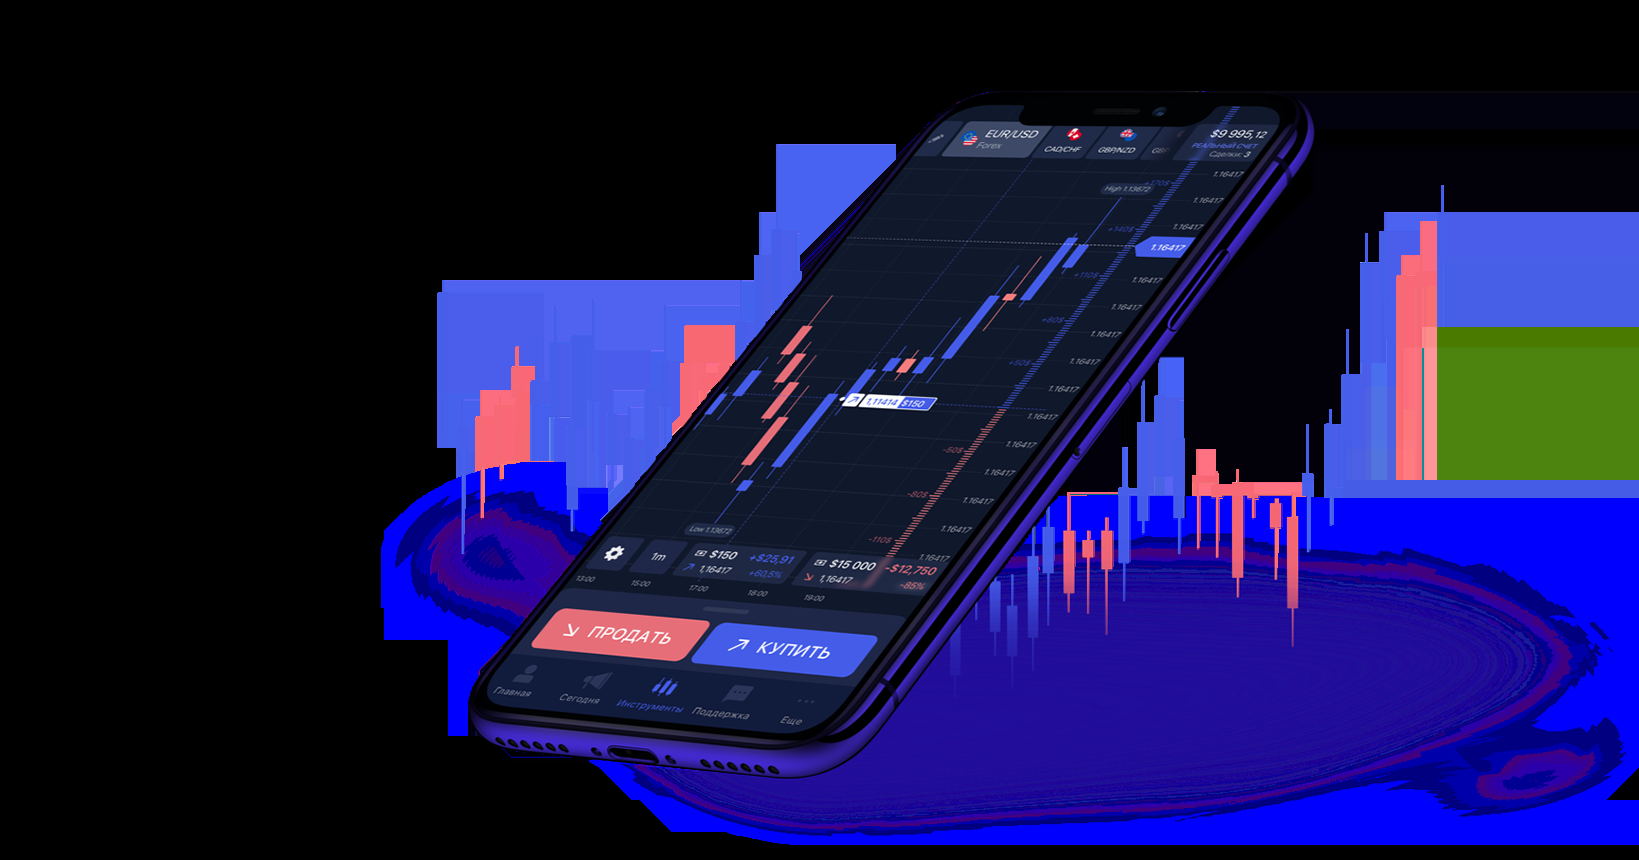 EUR/USD
Forex
CAD/CHF
GBP/NZD
GBP
$9 995,12
РЕАЛЬНЫЙ СЧЕТ
Сделки: 3
1.16417
High 1.13672
+170$
1.16417
+140$
1.16417
1.16417
+110$
1.16417
1.16417
+80$
1.16417
+50$
1.16417
1.16417
1,11414 $150
1.16417
1.16417
-50$
1.16417
-80$
1.16417
Low 1.13672
1.16417
-110$
1.16417
1m
$150 +$25,91
1,16417 +60,5%
$15 000 -$12,750
1,16417 -85%
13:00 15:00 17:00 18:00 19:00
ПРОДАТЬ
КУПИТЬ
Главная Сегодня Инструменты Поддержка Еще